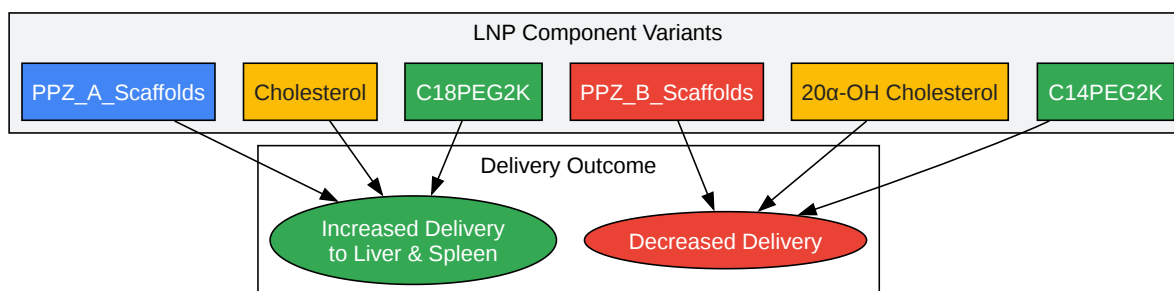 LNP Component Variants
PPZ_A_Scaffolds
Cholesterol
C18PEG2K
PPZ_B_Scaffolds
20α-OH Cholesterol
C14PEG2K
Delivery Outcome
Increased Delivery
to Liver & Spleen
Decreased Delivery